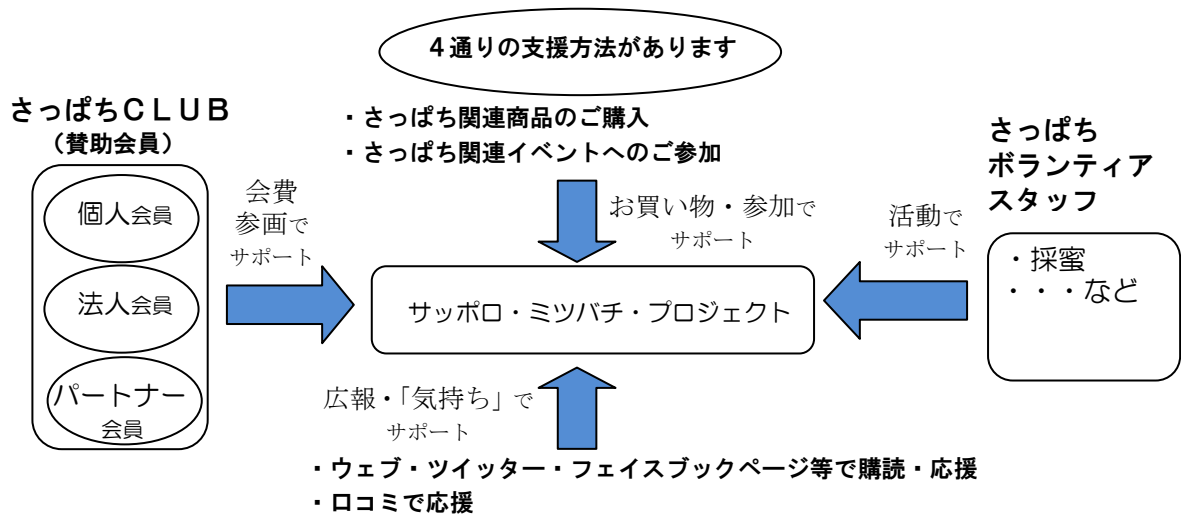 ４通りの支援方法があります
さっぱちＣＬＵＢ
（賛助会員）
個人会員
法人会員
パートナー
会員
会費
参画で
サポート
・さっぱち関連商品のご購入
・さっぱち関連イベントへのご参加
お買い物・参加で
サポート
サッポロ・ミツバチ・プロジェクト
活動で
サポート
さっぱち
ボランティア
スタッフ
・採蜜
・・・など
広報・「気持ち」で
サポート
・ウェブ・ツイッター・フェイスブックページ等で購読・応援
・口コミで応援